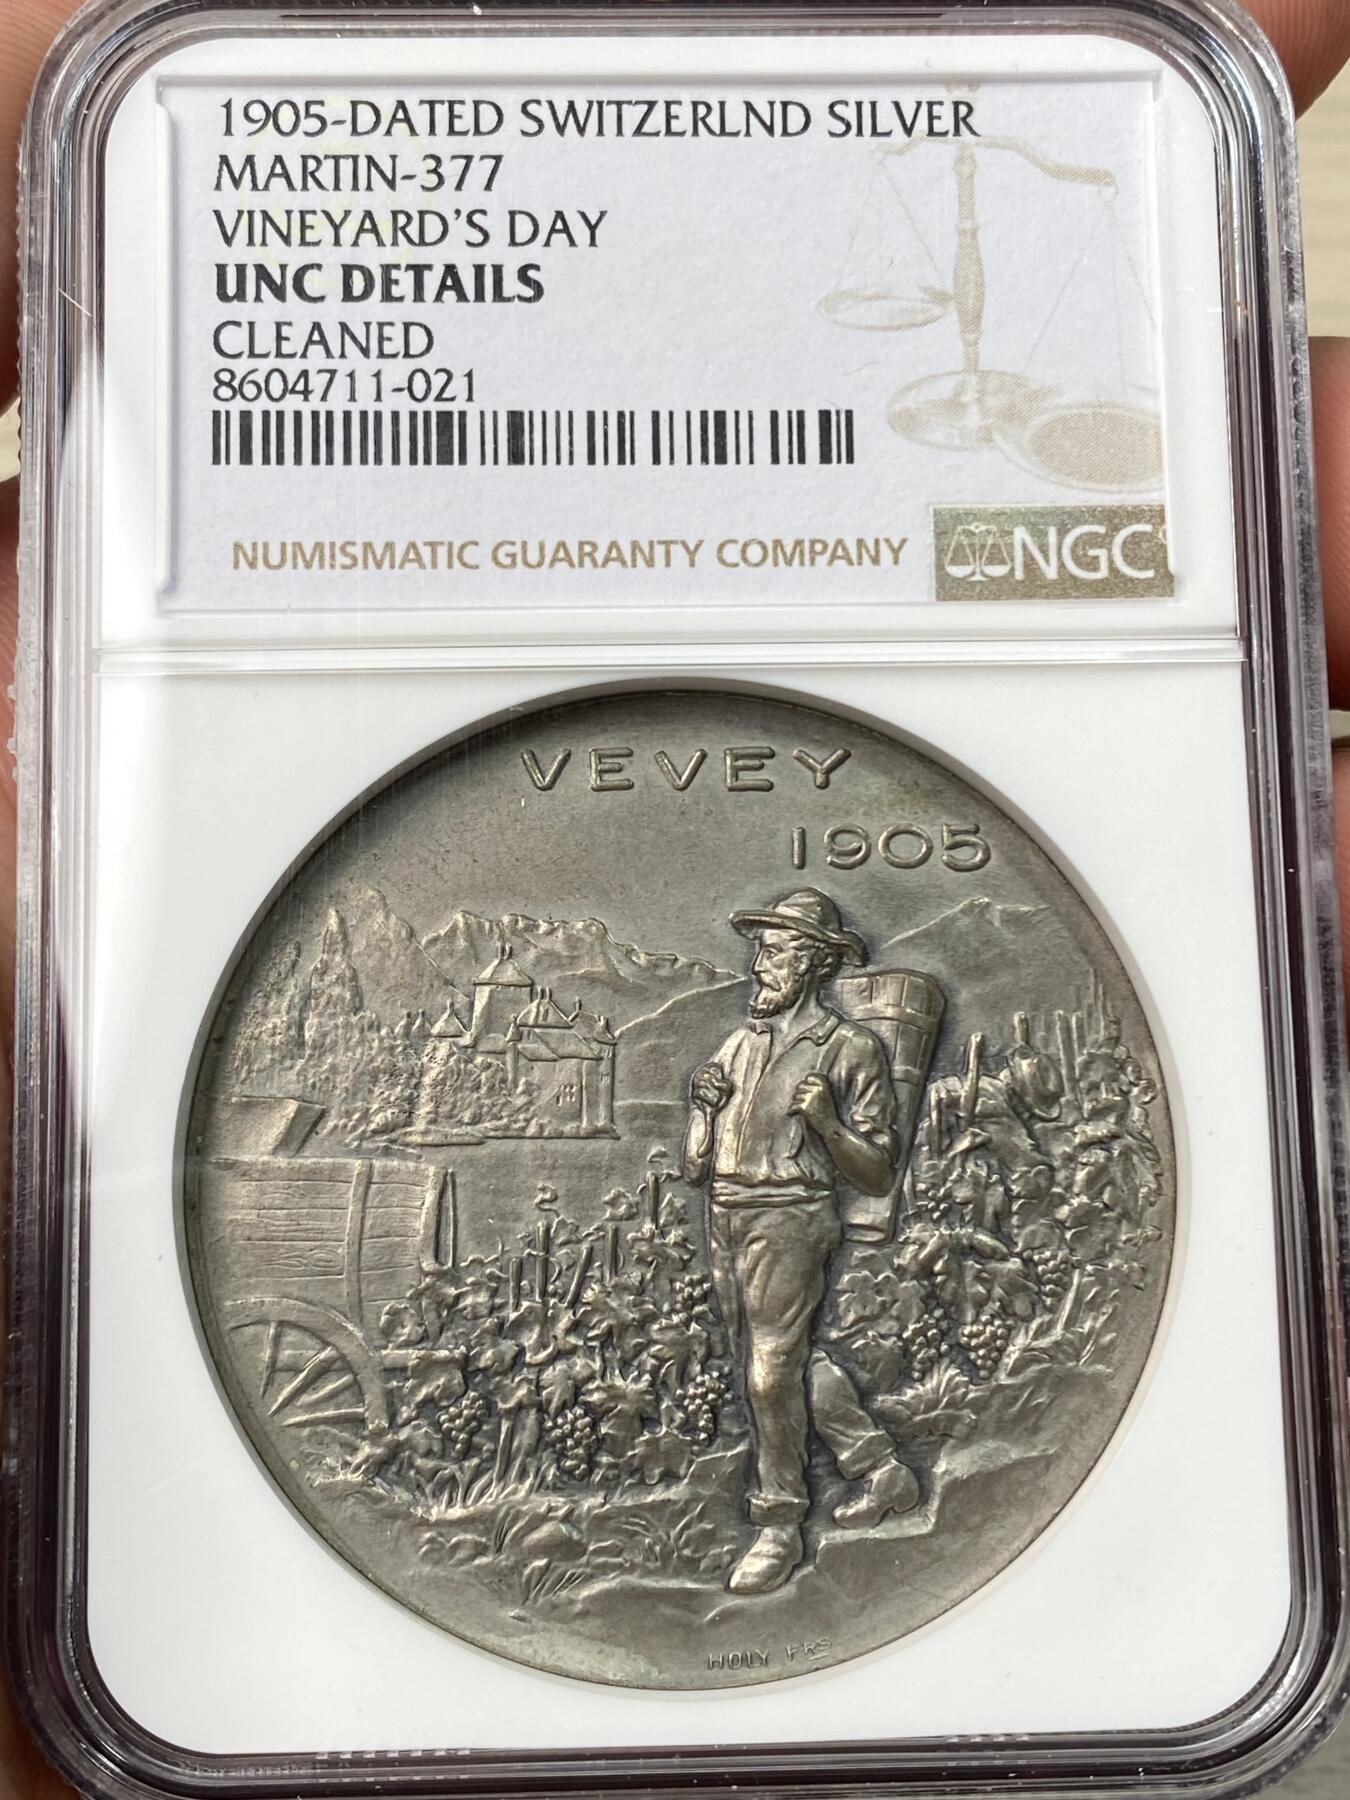 1905-DATED SWITZERLND SILVER
MARTIN-377
VINEYARD'S DAY
UNC DETAILS
CLEANED
8604711-021
NUMISMATIC GUARANTY COMPANY
NGC
VEVEY
1905
HOLY FRS